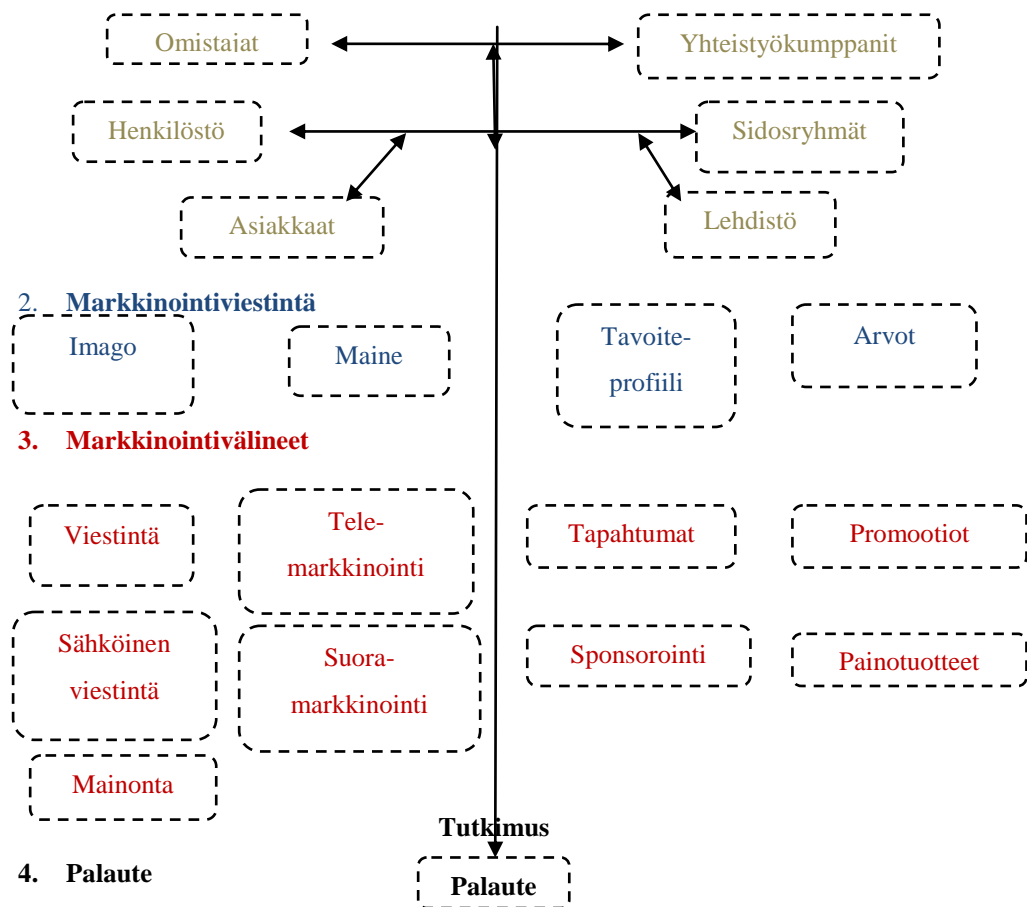 Omistajat
Yhteistyökumppanit
Henkilöstö
Sidosryhmät
Asiakkaat
Lehdistö
2. Markkinointiviestintä
Imago
Maine
Tavoite-
profiili
Arvot
3. Markkinointivälineet
Viestintä
Tele-
markkinointi
Tapahtumat
Promootiot
Sähköinen
viestintä
Suora-
markkinointi
Sponsorointi
Painotuotteet
Mainonta
Tutkimus
4. Palaute
Palaute